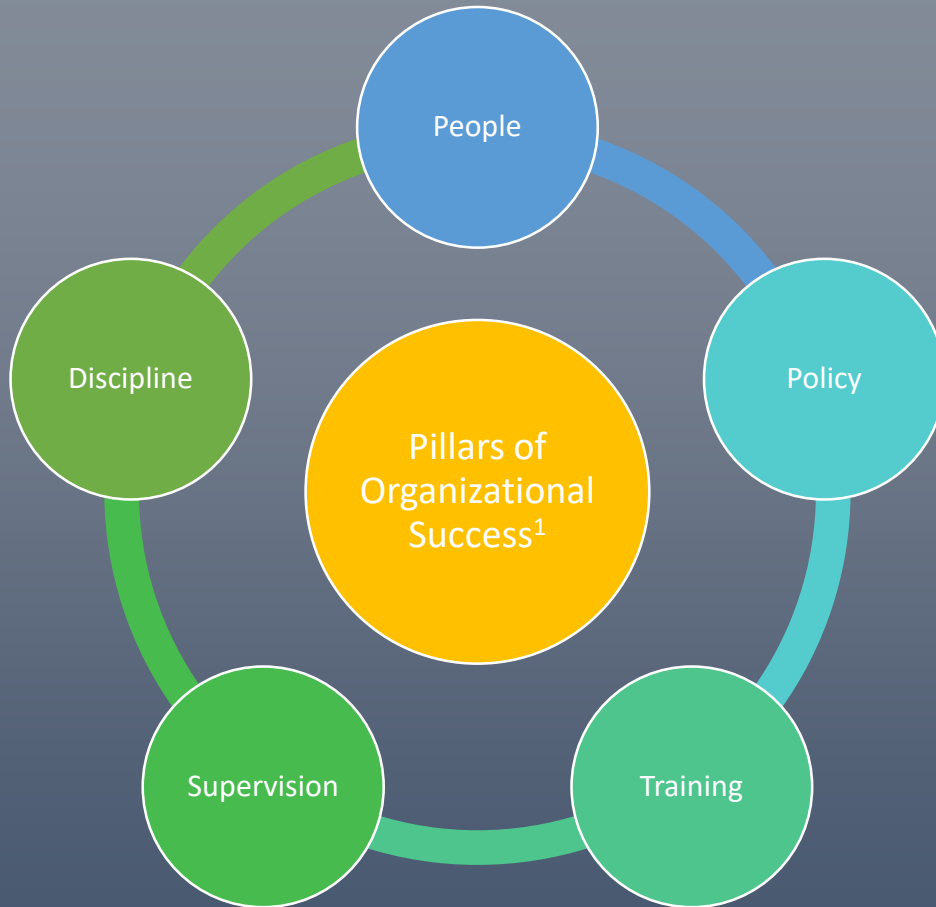 People
Policy
Training
Supervision
Discipline
Pillars of
Organizational
Success¹